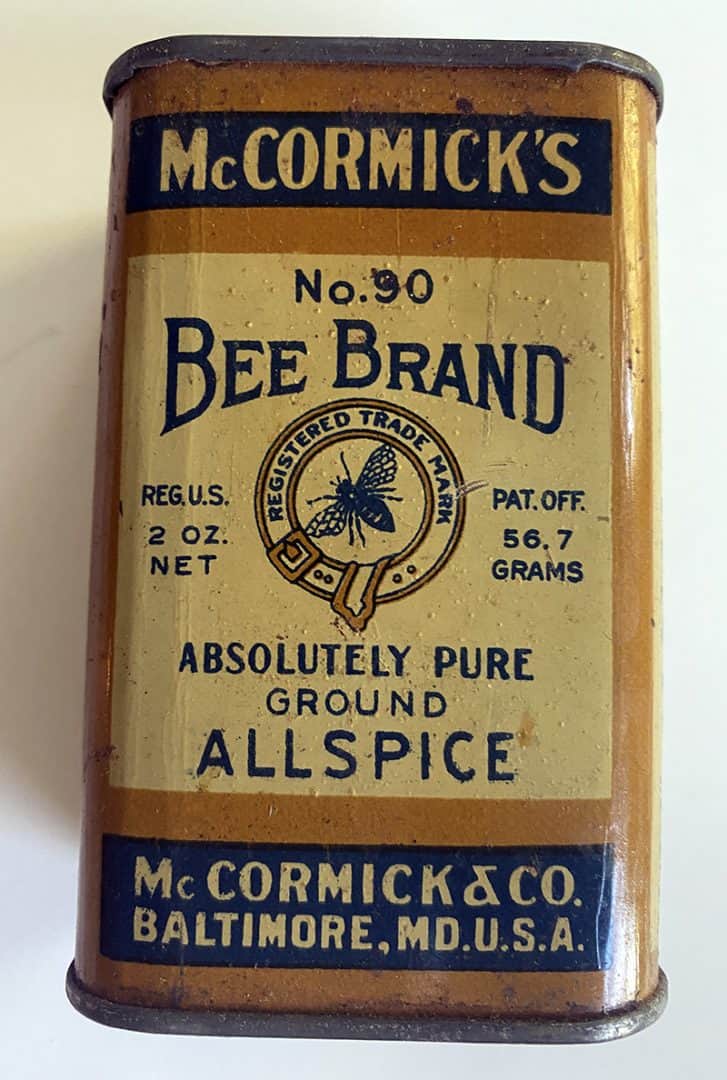 McCORMICK'S
No.90
BEE BRAND
REGISTERED TRADE MARK
REG.U.S. PAT.OFF.
2 OZ. 56.7
NET GRAMS
ABSOLUTELY PURE
GROUND
ALLSPICE
McCORMICK & CO.
BALTIMORE, MD.U.S.A.